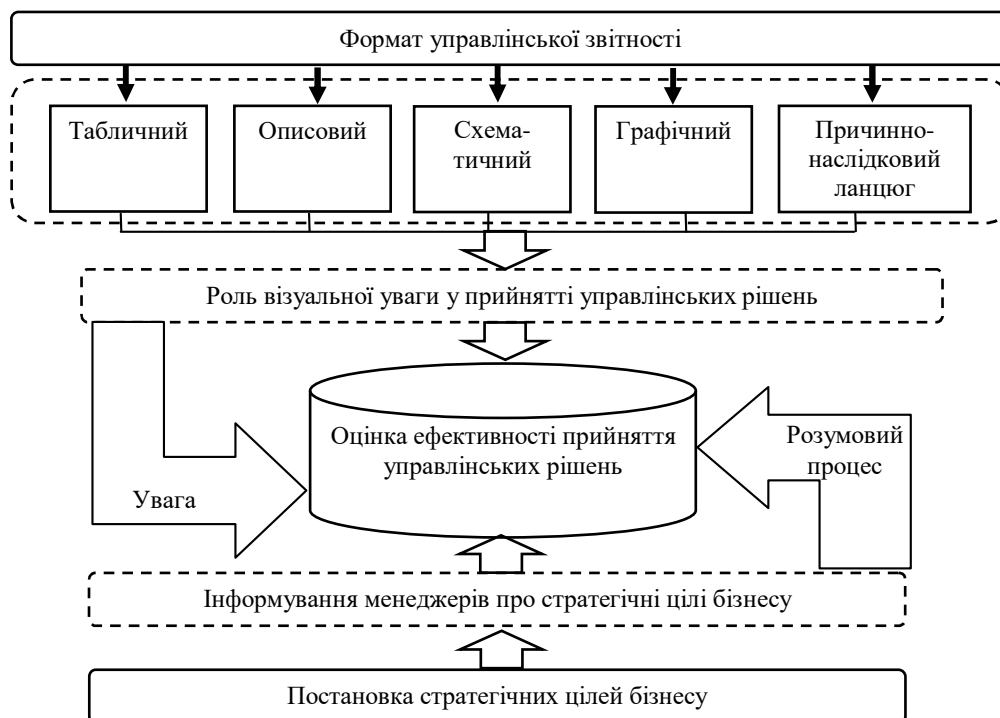 Формат управлінської звітності
Табличний
Описовий
Схема-
тичний
Графічний
Причинно-
наслідковий
ланцюг
Роль візуальної уваги у прийнятті управлінських рішень
Оцінка ефективності прийняття
управлінських рішень
Розумовий
процес
Увага
Інформування менеджерів про стратегічні цілі бізнесу
Постановка стратегічних цілей бізнесу